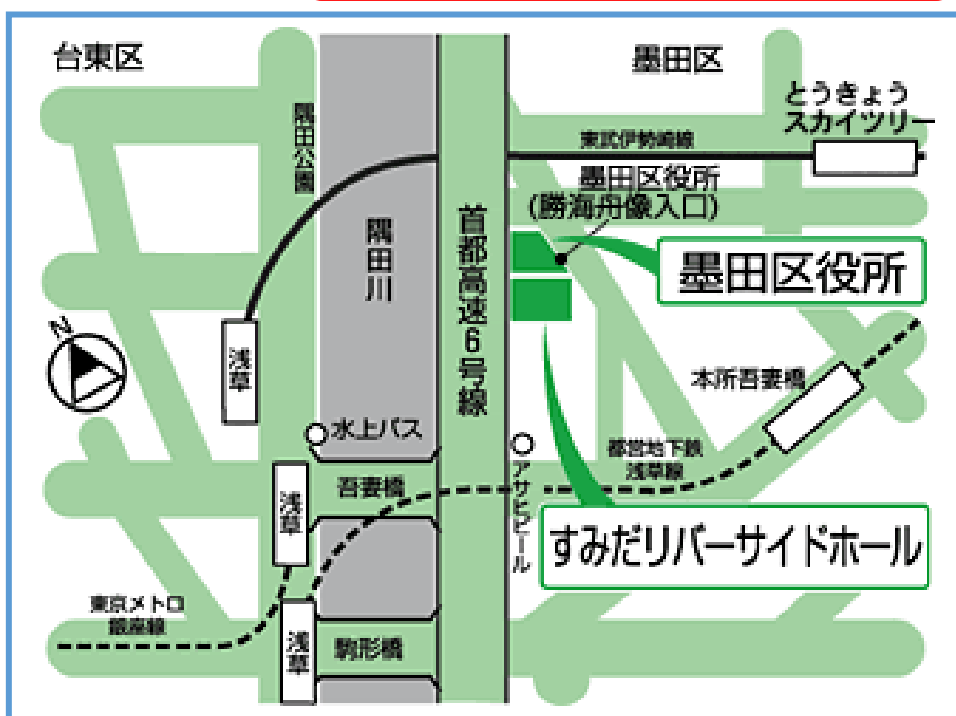 台東区
墨田区
とうきょう
スカイツリー
隅田公園
東武伊勢崎線
墨田区役所
(勝海舟像入口)
隅田川
首都高速6号線
墨田区役所
N
浅草
本所吾妻橋
水上バス
都営地下鉄
浅草線
アサヒビール
吾妻橋
浅草
すみだリバーサイドホール
東京メトロ
銀座線
浅草
駒形橋